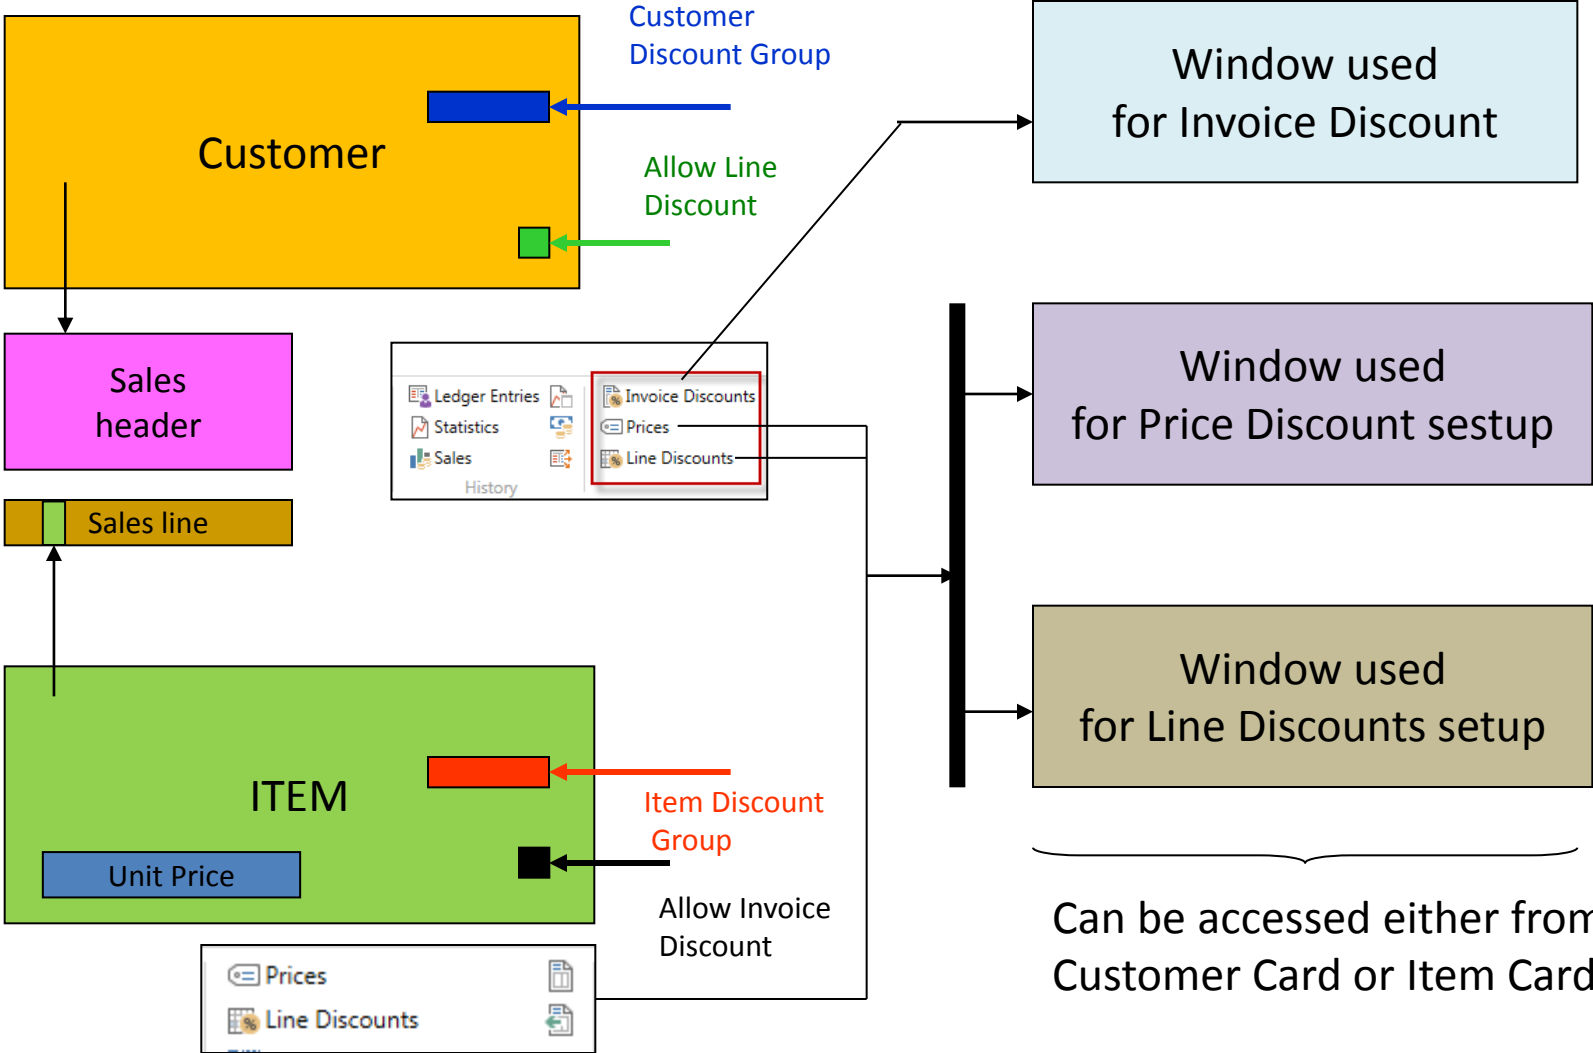 Customer
Discount Group
Window used
for Invoice Discount
Customer
Allow Line
Discount
Sales
header
Ledger Entries
Statistics
Sales
History
Invoice Discounts
Prices
Line Discounts
Window used
for Price Discount sestup
Sales line
Window used
for Line Discounts setup
ITEM
Unit Price
Item Discount
Group
Allow Invoice
Discount
Can be accessed either from
Customer Card or Item Card
Prices
Line Discounts